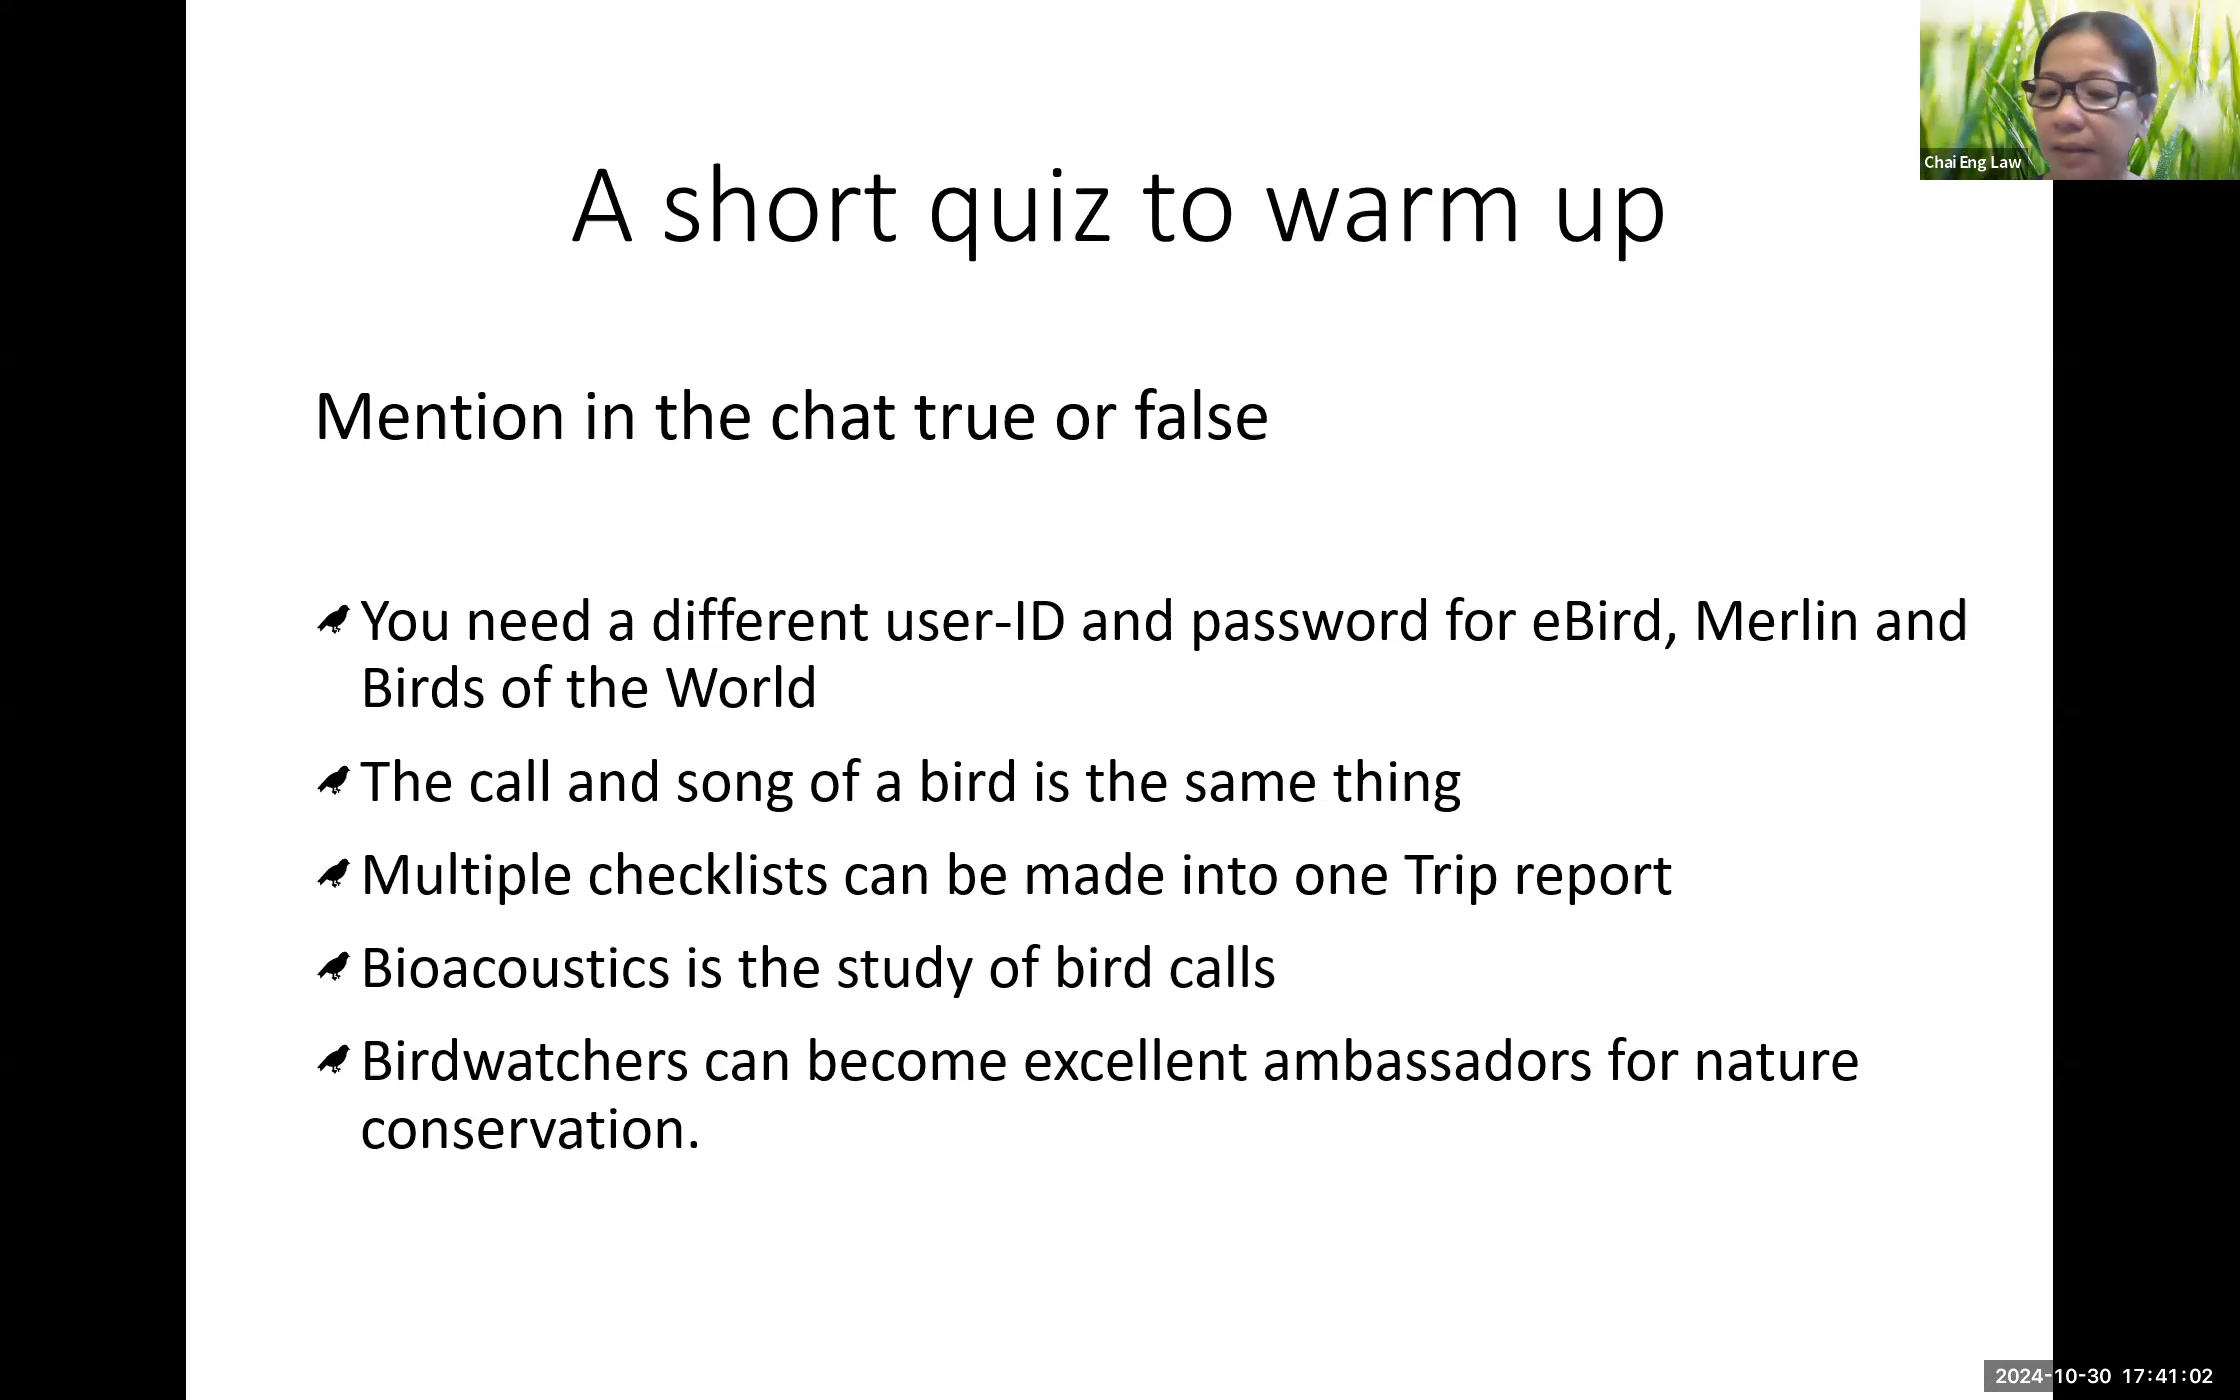 Chai Eng Law
A short quiz to warm up
Mention in the chat true or false
You need a different user-ID and password for eBird, Merlin and
Birds of the World
The call and song of a bird is the same thing
Multiple checklists can be made into one Trip report
Bioacoustics is the study of bird calls
Birdwatchers can become excellent ambassadors for nature
conservation.
2024-10-30 17:41:02